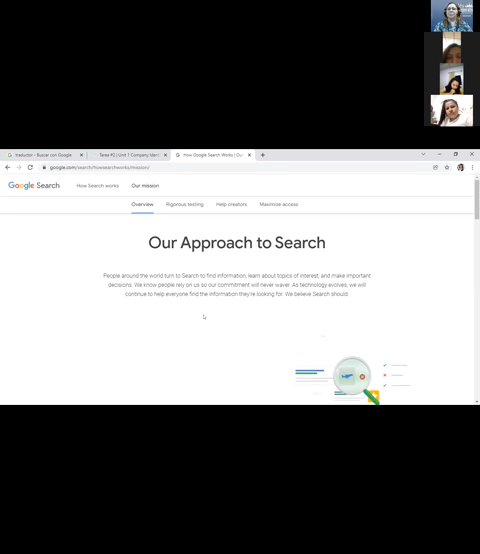 traductor - Buscar con Google
Tarea #2 | Unit 1 Company Ident
How Google Search Works | Our
google.com/search/howsearchworks/mission/
Google Search
How Search works
Our mission
Overview
Rigorous testing
Help creators
Maximize access
Our Approach to Search
People around the world turn to Search to find information, learn about topics of interest, and make important
decisions. We know people rely on us so our commitment will never waver. As technology evolves, we will
continue to help everyone find the information they're looking for. We believe Search should: